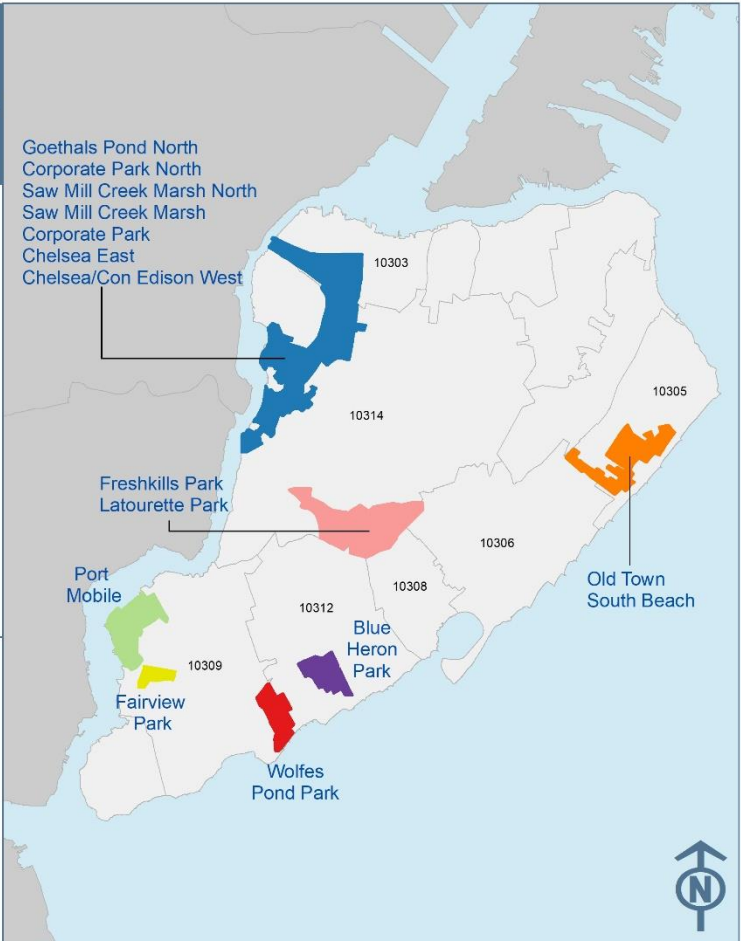 Goethals Pond North
Corporate Park North
Saw Mill Creek Marsh North
Saw Mill Creek Marsh
Corporate Park
Chelsea East
Chelsea/Con Edison West
10303
10305
10314
Freshkills Park
Latourette Park
10306
Old Town
South Beach
Port
Mobile
10308
10312
Blue
Heron
Park
10309
Fairview
Park
Wolfes
Pond Park
N